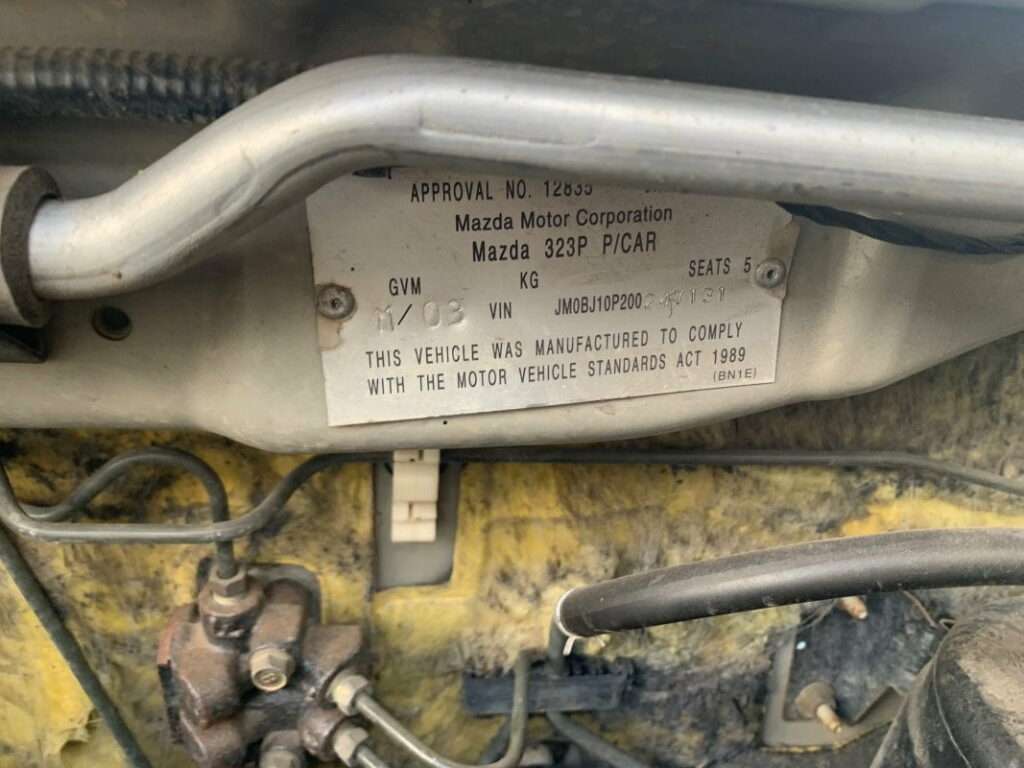 APPROVAL NO. 12835
Mazda Motor Corporation
Mazda 323P P/CAR
GVM KG SEATS 5
M/03 VIN JM0BJ10P200
THIS VEHICLE WAS MANUFACTURED TO COMPLY
WITH THE MOTOR VEHICLE STANDARDS ACT 1989
(BN1E)